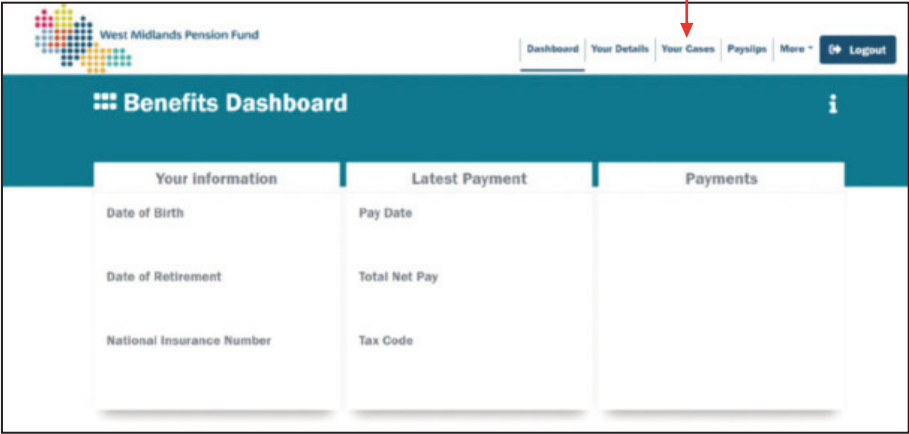 West Midlands Pension Fund
Dashboard Your Details Your Cases Payslips More Logout
Benefits Dashboard
Your information Latest Payment Payments
Date of Birth Pay Date
Date of Retirement Total Net Pay
National Insurance Number Tax Code